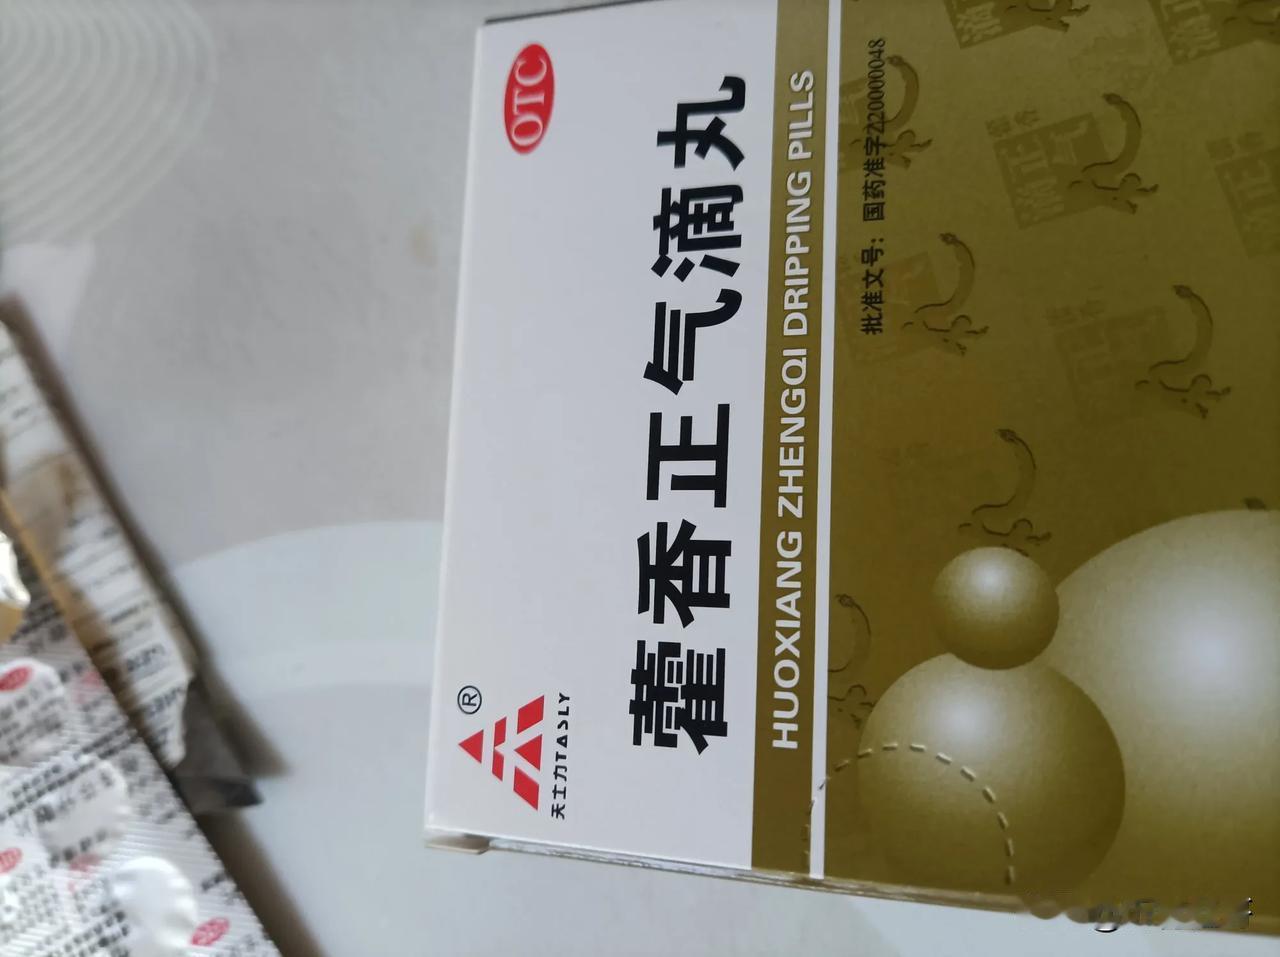 OTC
®
天士力TASLY
藿香正气滴丸
HUOXIANG ZHENGQI DRIPPING PILLS
批准文号：国药准字Z20000048